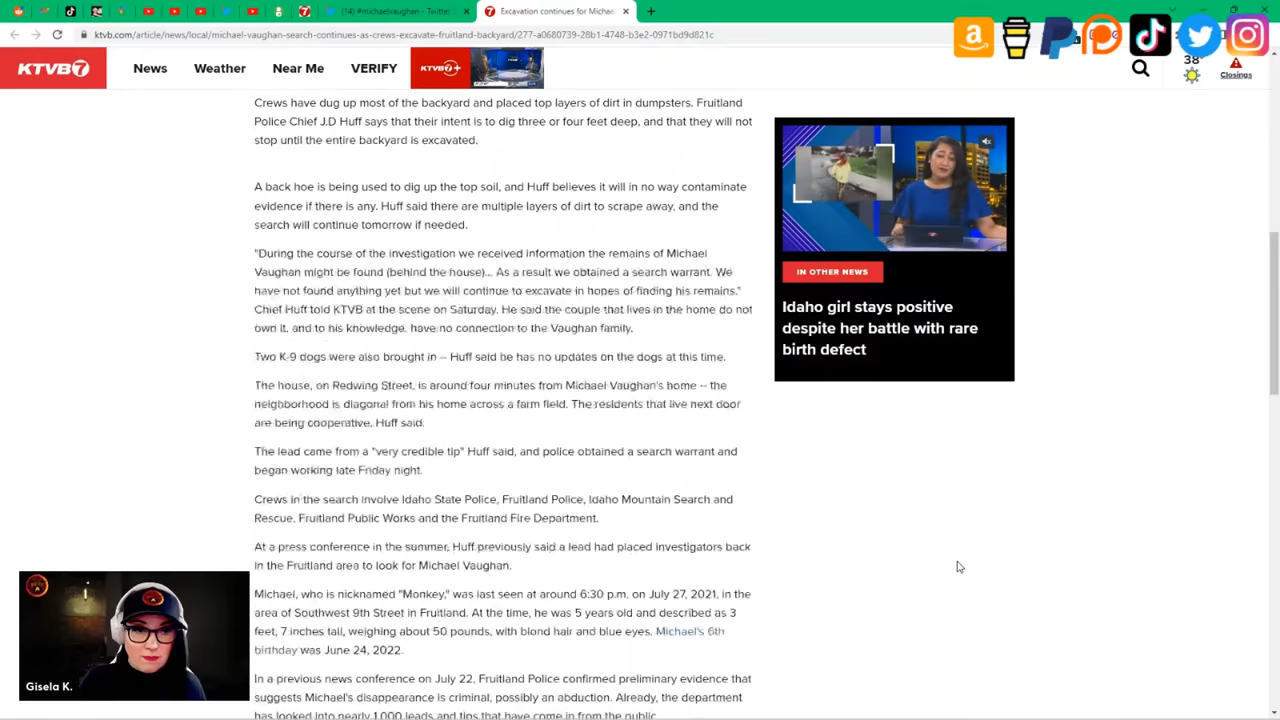 (14) #michaelvaughan - Twitter
Excavation continues for Michae
ktvb.com/article/news/local/michael-vaughan-search-continues-as-crews-excavate-fruitland-backyard/277-a0680739-28b1-4748-b3e2-0971bd9d821c
KTVB7
News
Weather
Near Me
VERIFY
KTVB7+
38°
Closings
Crews have dug up most of the backyard and placed top layers of dirt in dumpsters. Fruitland
Police Chief J.D Huff says that their intent is to dig three or four feet deep, and that they will not
stop until the entire backyard is excavated.
A back hoe is being used to dig up the top soil, and Huff believes it will in no way contaminate
evidence if there is any. Huff said there are multiple layers of dirt to scrape away, and the
search will continue tomorrow if needed.
"During the course of the investigation we received information the remains of Michael
Vaughan might be found (behind the house)... As a result we obtained a search warrant. We
have not found anything yet but we will continue to excavate in hopes of finding his remains."
Chief Huff told KTVB at the scene on Saturday. He said the couple that lives in the home do not
own it, and to his knowledge, have no connection to the Vaughan family.
Two K-9 dogs were also brought in -- Huff said he has no updates on the dogs at this time.
The house, on Redwing Street, is around four minutes from Michael Vaughan's home -- the
neighborhood is diagonal from his home across a farm field. The residents that live next door
are being cooperative, Huff said.
The lead came from a "very credible tip" Huff said, and police obtained a search warrant and
began working late Friday night.
Crews in the search involve Idaho State Police, Fruitland Police, Idaho Mountain Search and
Rescue, Fruitland Public Works and the Fruitland Fire Department.
At a press conference in the summer, Huff previously said a lead had placed investigators back
in the Fruitland area to look for Michael Vaughan.
Michael, who is nicknamed "Monkey," was last seen at around 6:30 p.m. on July 27, 2021, in the
area of Southwest 9th Street in Fruitland. At the time, he was 5 years old and described as 3
feet, 7 inches tall, weighing about 50 pounds, with blond hair and blue eyes. Michael's 6th
birthday was June 24, 2022.
In a previous news conference on July 22, Fruitland Police confirmed preliminary evidence that
suggests Michael's disappearance is criminal, possibly an abduction. Already, the department
has looked into nearly 1,000 leads and tips that have come in from the public.
IN OTHER NEWS
Idaho girl stays positive
despite her battle with rare
birth defect
Gisela K.